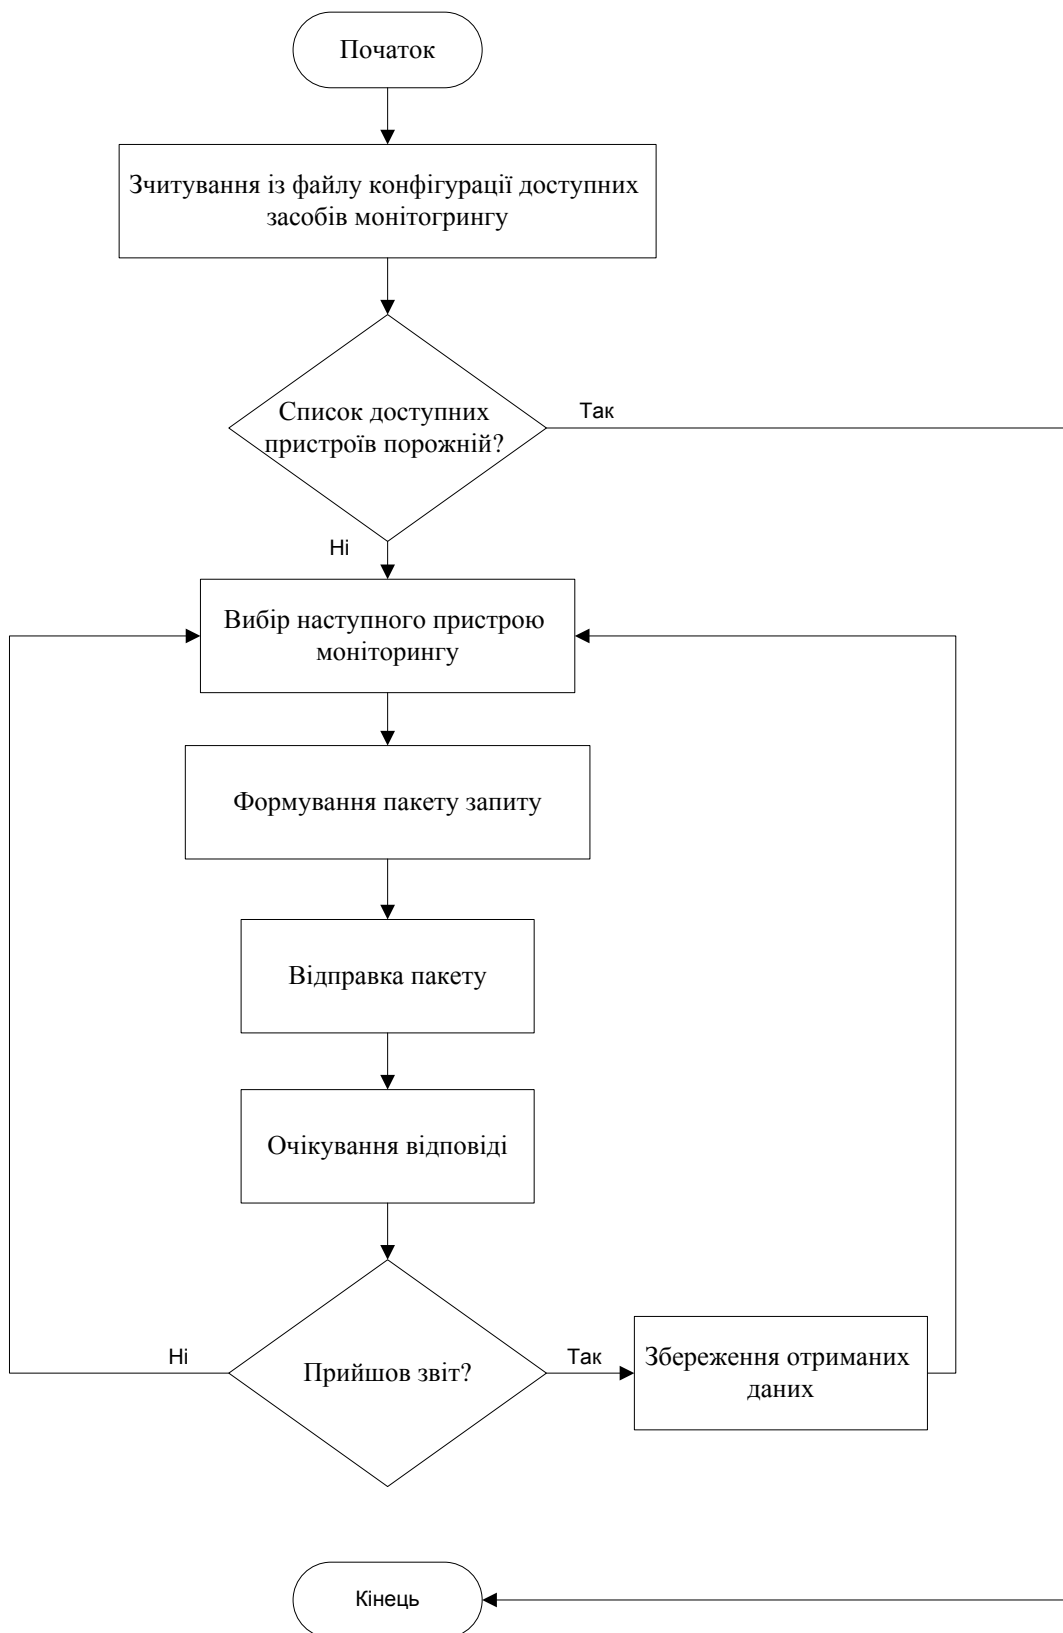 Початок
Зчитування із файлу конфігурації доступних
засобів монітогрингу
Список доступних
пристроїв порожній?
Так
Ні
Вибір наступного пристрою
моніторингу
Формування пакету запиту
Відправка пакету
Очікування відповіді
Прийшов звіт?
Ні
Так
Збереження отриманих
даних
Кінець